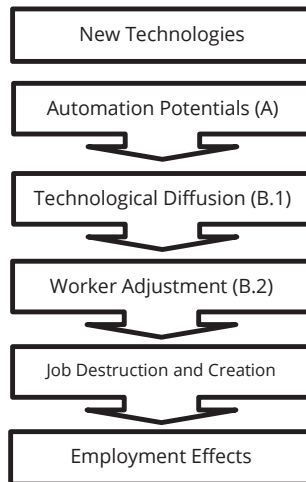 New Technologies
Automation Potentials (A)
Technological Diffusion (B.1)
Worker Adjustment (B.2)
Job Destruction and Creation
Employment Effects